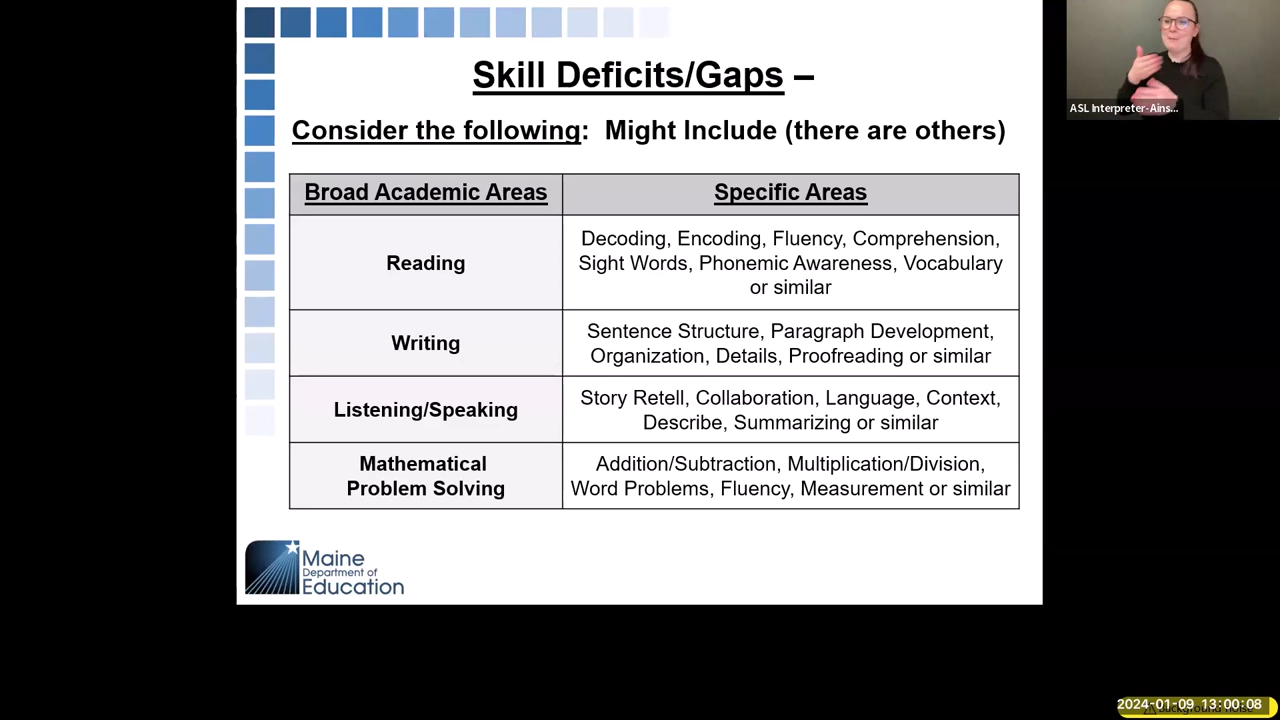 Skill Deficits/Gaps –
Consider the following: Might Include (there are others)
Broad Academic Areas
Specific Areas
Reading
Decoding, Encoding, Fluency, Comprehension,
Sight Words, Phonemic Awareness, Vocabulary
or similar
Writing
Sentence Structure, Paragraph Development,
Organization, Details, Proofreading or similar
Listening/Speaking
Story Retell, Collaboration, Language, Context,
Describe, Summarizing or similar
Mathematical
Problem Solving
Addition/Subtraction, Multiplication/Division,
Word Problems, Fluency, Measurement or similar
Maine
Department of
Education
ASL Interpreter-Ains...
2024-01-09 13:00:08